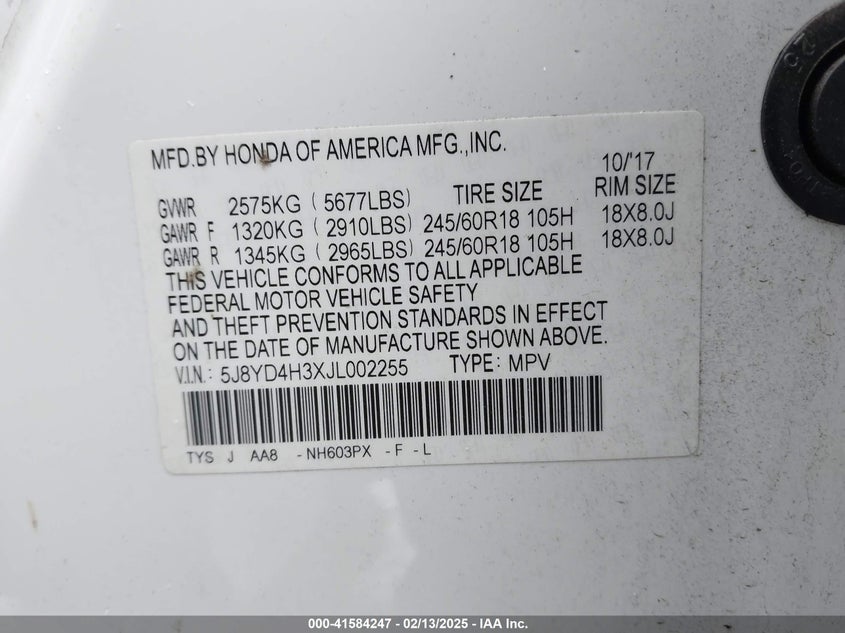 MFD.BY HONDA OF AMERICA MFG.,INC. 10/'17
GVWR 2575KG ( 5677LBS) TIRE SIZE RIM SIZE
GAWR F 1320KG ( 2910LBS) 245/60R18 105H 18X8.0J
GAWR R 1345KG ( 2965LBS) 245/60R18 105H 18X8.0J
THIS VEHICLE CONFORMS TO ALL APPLICABLE
FEDERAL MOTOR VEHICLE SAFETY
AND THEFT PREVENTION STANDARDS IN EFFECT
ON THE DATE OF MANUFACTURE SHOWN ABOVE.
V.I.N.: 5J8YD4H3XJL002255 TYPE: MPV
TYS J AA8 -NH603PX -F -L
000-41584247 - 02/13/2025 - IAA Inc.